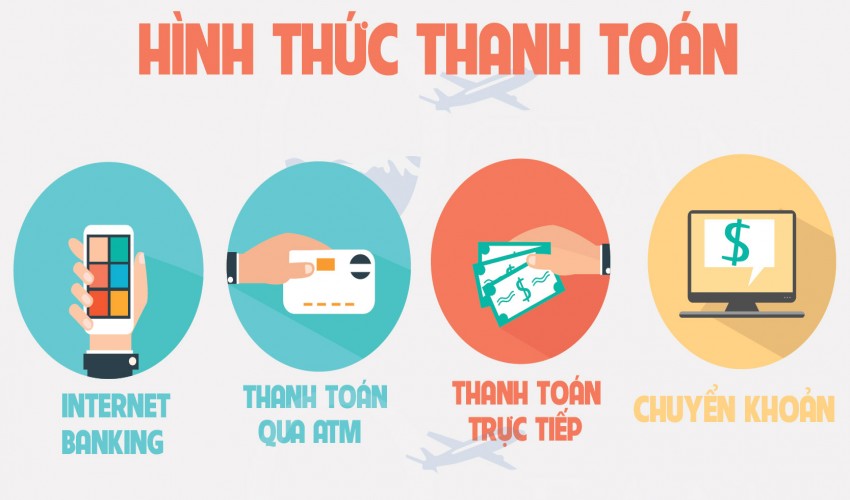 HÌNH THỨC THANH TOÁN
INTERNET
BANKING
THANH TOÁN
QUA ATM
THANH TOÁN
TRỰC TIẾP
CHUYỂN KHOẢN
$
$